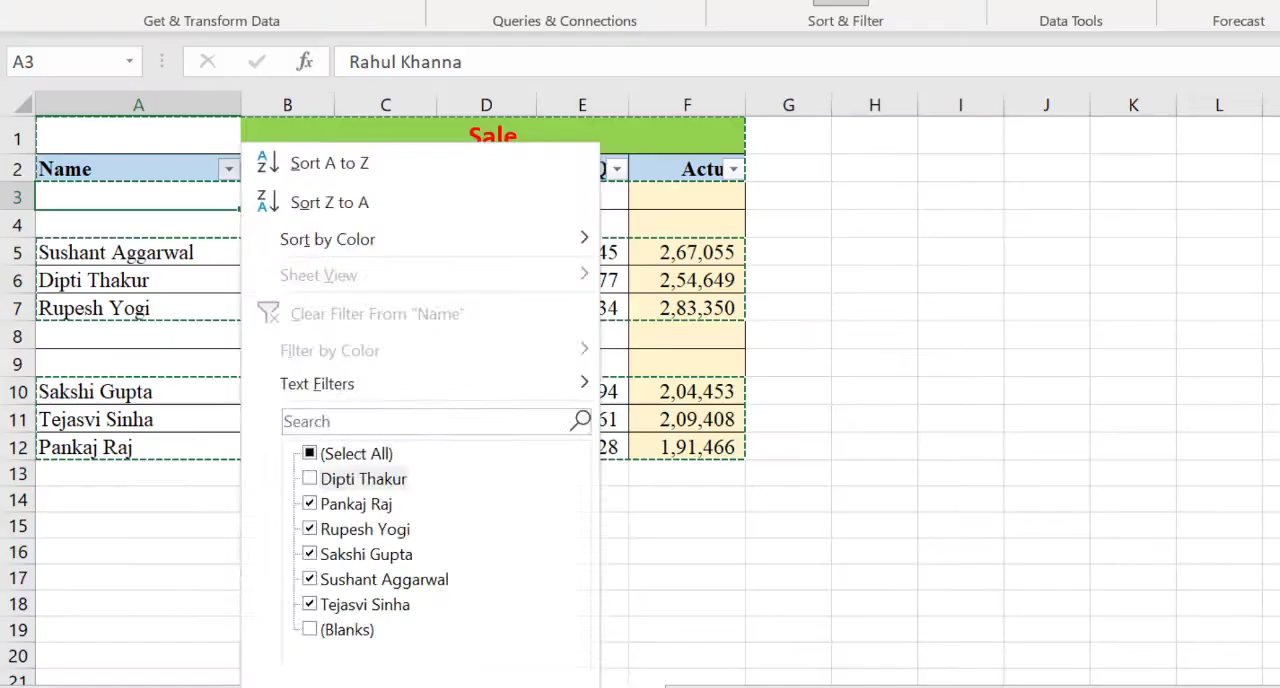 Get & Transform Data Queries & Connections Sort & Filter Data Tools Forecast
A3 fx Rahul Khanna
A B C D E F G H I J K L
1 Sale
2 Name Q Actu
3
4
5 Sushant Aggarwal 45 2,67,055
6 Dipti Thakur 77 2,54,649
7 Rupesh Yogi 34 2,83,350
8
9
10 Sakshi Gupta 94 2,04,453
11 Tejasvi Sinha 61 2,09,408
12 Pankaj Raj 28 1,91,466
13
14
15
16
17
18
19
20
21
Sort A to Z
Sort Z to A
Sort by Color
Sheet View
Clear Filter From "Name"
Filter by Color
Text Filters
Search
(Select All)
Dipti Thakur
Pankaj Raj
Rupesh Yogi
Sakshi Gupta
Sushant Aggarwal
Tejasvi Sinha
(Blanks)